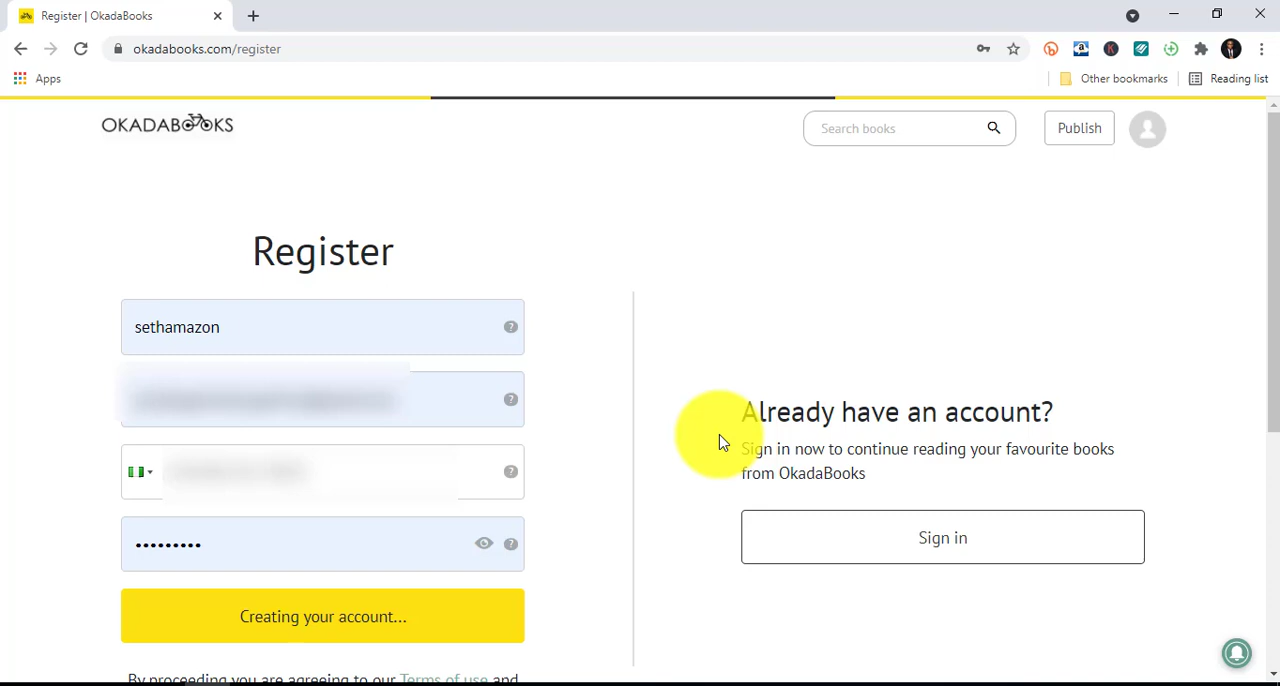 Register | OkadaBooks
okadabooks.com/register
Apps
Other bookmarks
Reading list
OKADABOOKS
Search books
Publish
Register
sethamazon
Already have an account?
Sign in now to continue reading your favourite books
from OkadaBooks
Sign in
Creating your account...
By proceeding you are agreeing to our Terms of use and